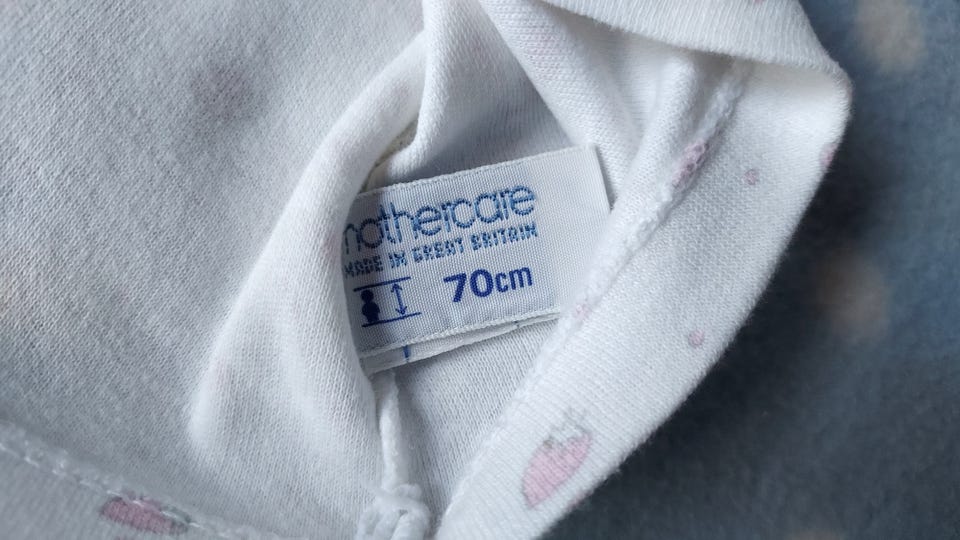 mothercare
MADE IN GREAT BRITAIN
70cm